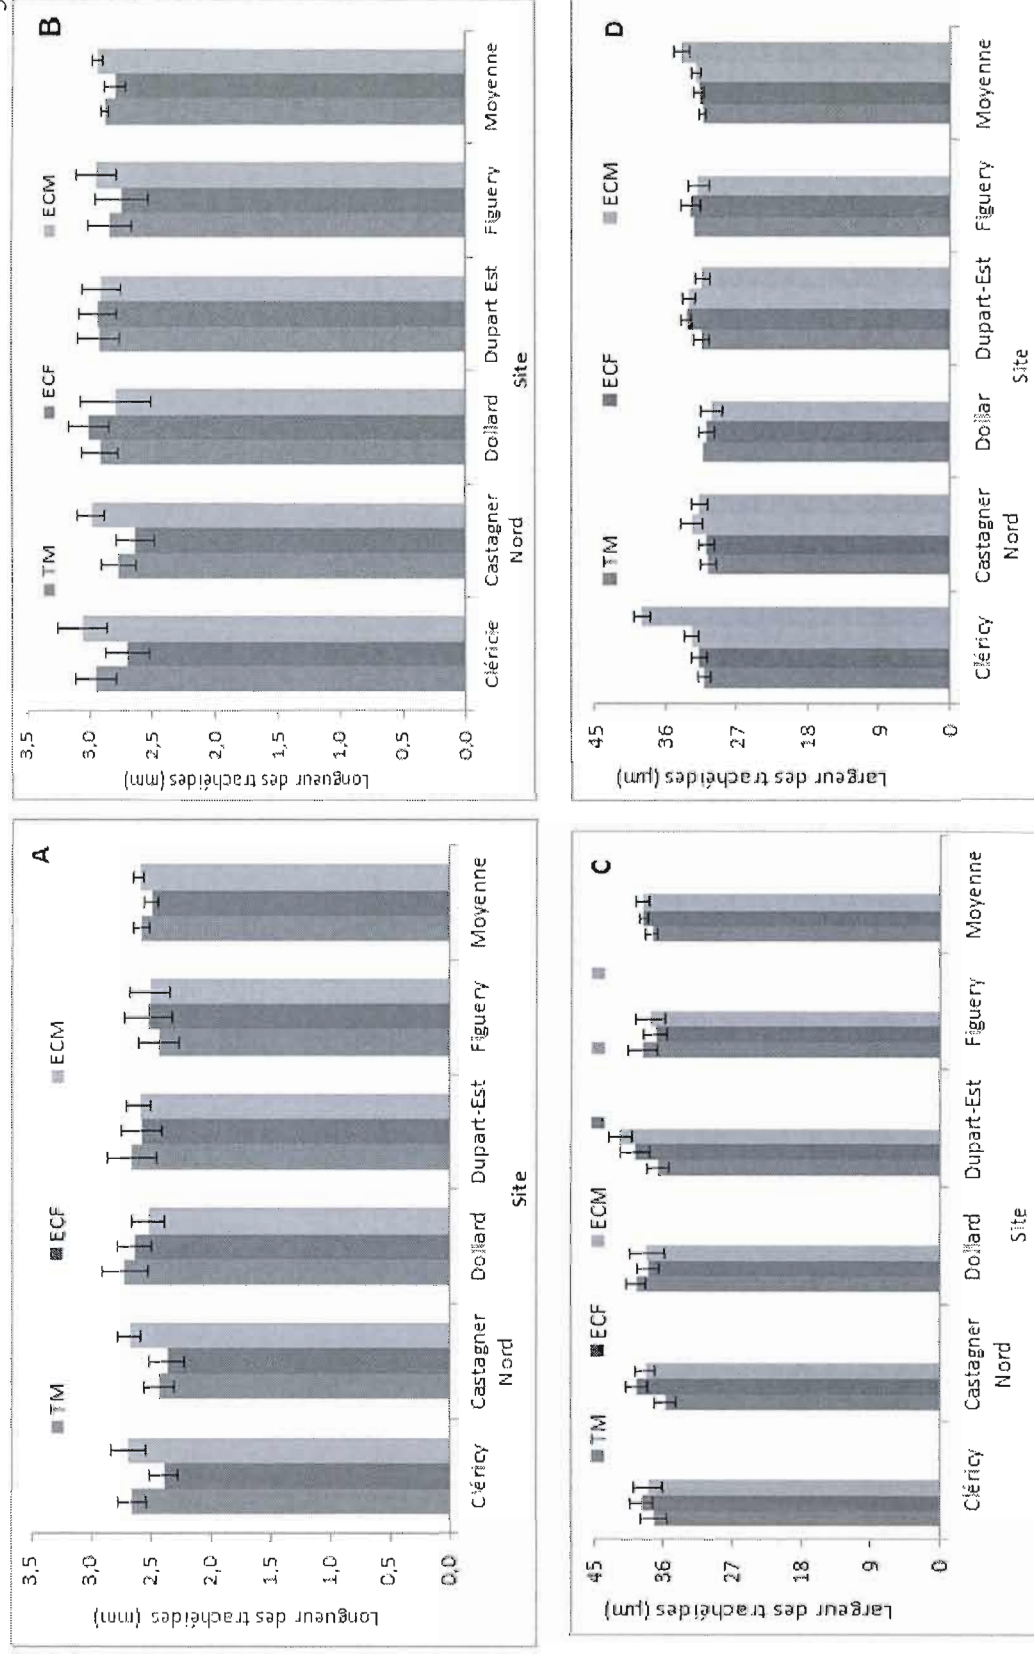 A
TM ECF ECM
Longueur des trachéides (mm)
3,5
3,0
2,5
2,0
1,5
1,0
0,5
0,0
Cléricy Castagner Dollard Dupart-Est Figuery Moyenne
Nord
Site
B
TM ECF ECM
Longueur des trachéides (mm)
3,5
3,0
2,5
2,0
1,5
1,0
0,5
0,0
Cléricie Castagner Dollard Dupart Est Figuery Moyenne
Nord
Site
C
TM ECF ECM
Largeur des trachéides (µm)
45
36
27
18
9
0
Cléricy Castagner Dollard Dupart-Est Figuery Moyenne
Nord
Site
D
TM ECF ECM
Largeur des trachéides (µm)
45
36
27
18
9
0
Cléricy Castagner Dollar Dupart-Est Figuery Moyenne
Nord
Site